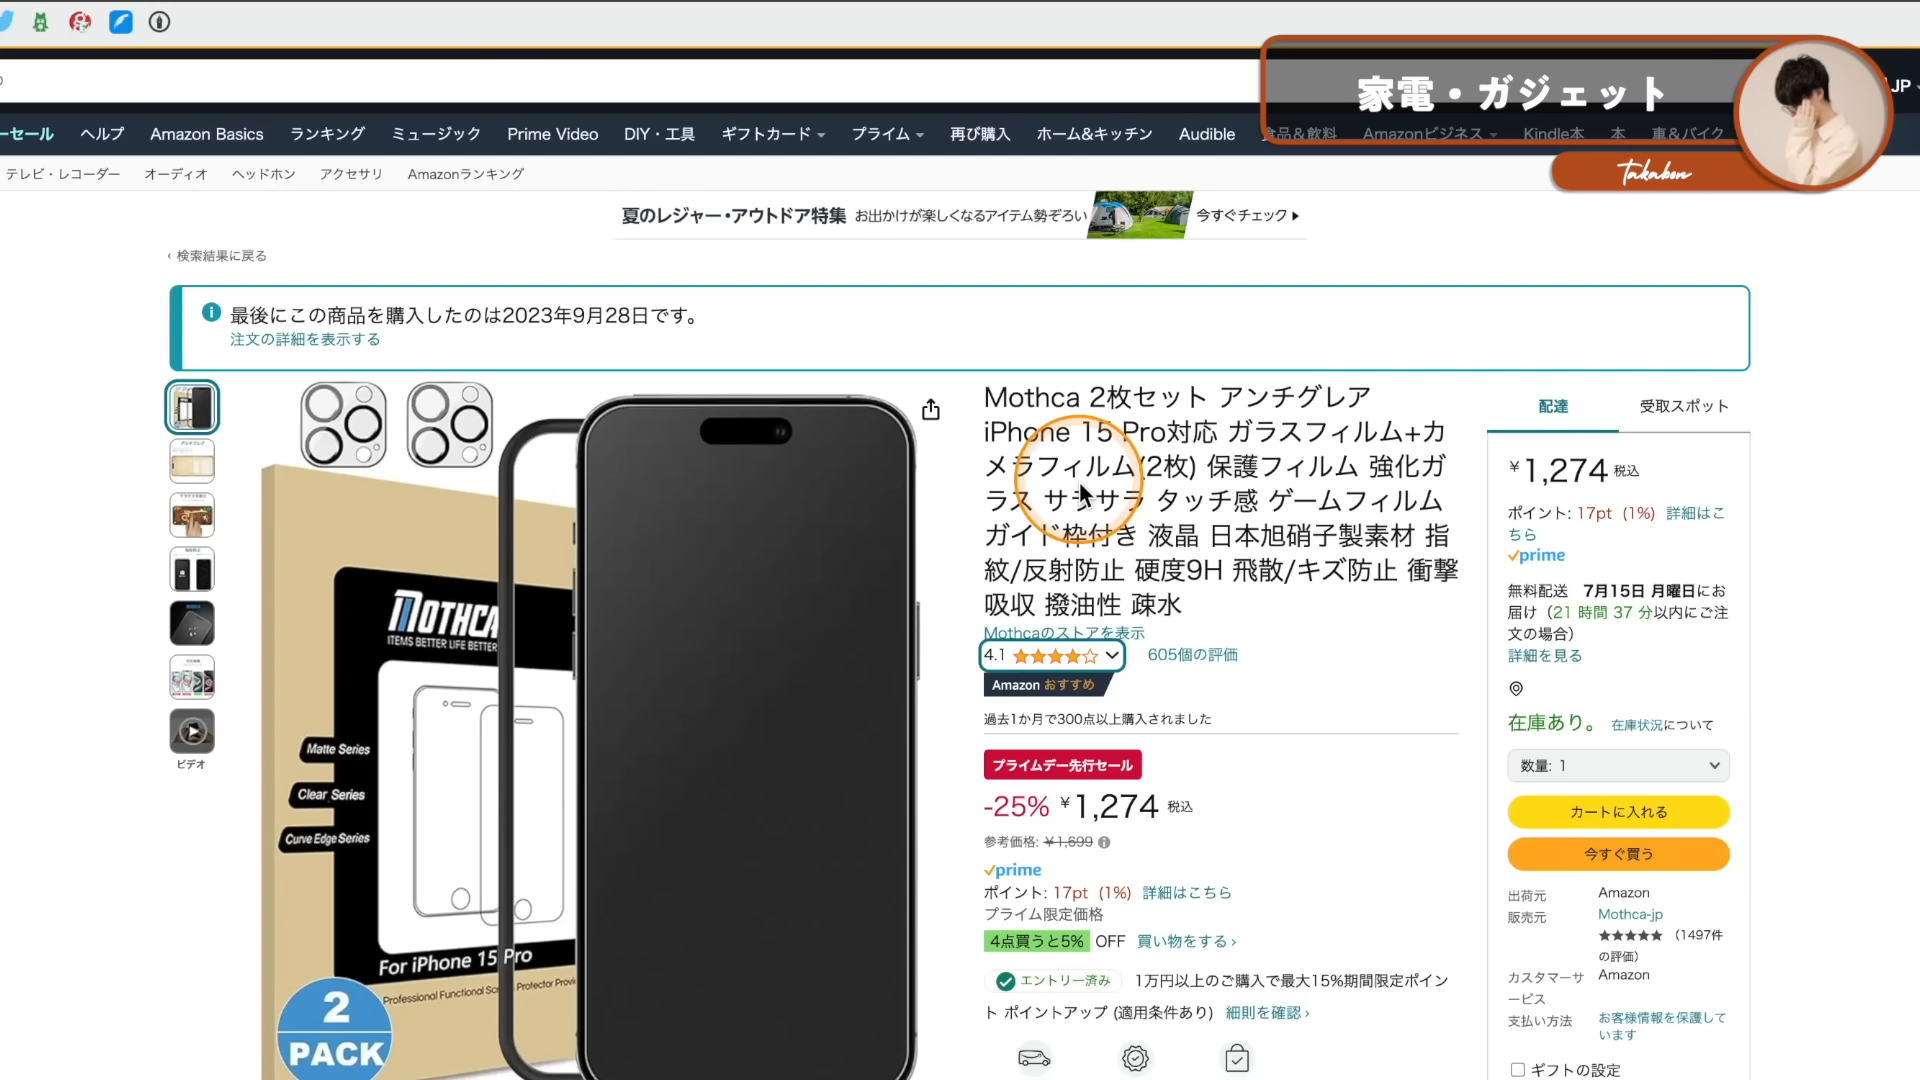 家電・ガジェット
Takabon
JP
ーセール ヘルプ Amazon Basics ランキング ミュージック Prime Video DIY・工具 ギフトカード プライム 再び購入 ホーム&キッチン Audible 食品&飲料 Amazonビジネス Kindle本 本 車&バイク
テレビ・レコーダー オーディオ ヘッドホン アクセサリ Amazonランキング
夏のレジャー・アウトドア特集 お出かけが楽しくなるアイテム勢ぞろい 今すぐチェック
‹ 検索結果に戻る
最後にこの商品を購入したのは2023年9月28日です。
注文の詳細を表示する
ビデオ
MOTHCA
ITEMS BETTER LIFE BETTER
Matte Series
Clear Series
Curve Edge Series
For iPhone 15 Pro
Professional Functional Screen Protector Provi
2
PACK
Mothca 2枚セット アンチグレア
iPhone 15 Pro対応 ガラスフィルム+カ
メラフィルム(2枚) 保護フィルム 強化ガ
ラス サラサラ タッチ感 ゲームフィルム
ガイド枠付き 液晶 日本旭硝子製素材 指
紋/反射防止 硬度9H 飛散/キズ防止 衝撃
吸収 撥油性 疎水
Mothcaのストアを表示
4.1 605個の評価
Amazon おすすめ
過去1か月で300点以上購入されました
プライムデー先行セール
-25% ¥1,274 税込
参考価格: ¥1,699
prime
ポイント: 17pt (1%) 詳細はこちら
プライム限定価格
4点買うと5% OFF 買い物をする ›
エントリー済み 1万円以上のご購入で最大15%期間限定ポイン
ト ポイントアップ (適用条件あり) 細則を確認 ›
配達 受取スポット
¥1,274 税込
ポイント: 17pt (1%) 詳細はこ
ちら
prime
無料配送 7月15日 月曜日にお
届け（21 時間 37 分以内にご注
文の場合）
詳細を見る
在庫あり。 在庫状況について
数量: 1
カートに入れる
今すぐ買う
出荷元 Amazon
販売元 Mothca-jp
★★★★★ （1497件
の評価）
カスタマーサ
ービス Amazon
支払い方法 お客様情報を保護して
います
ギフトの設定